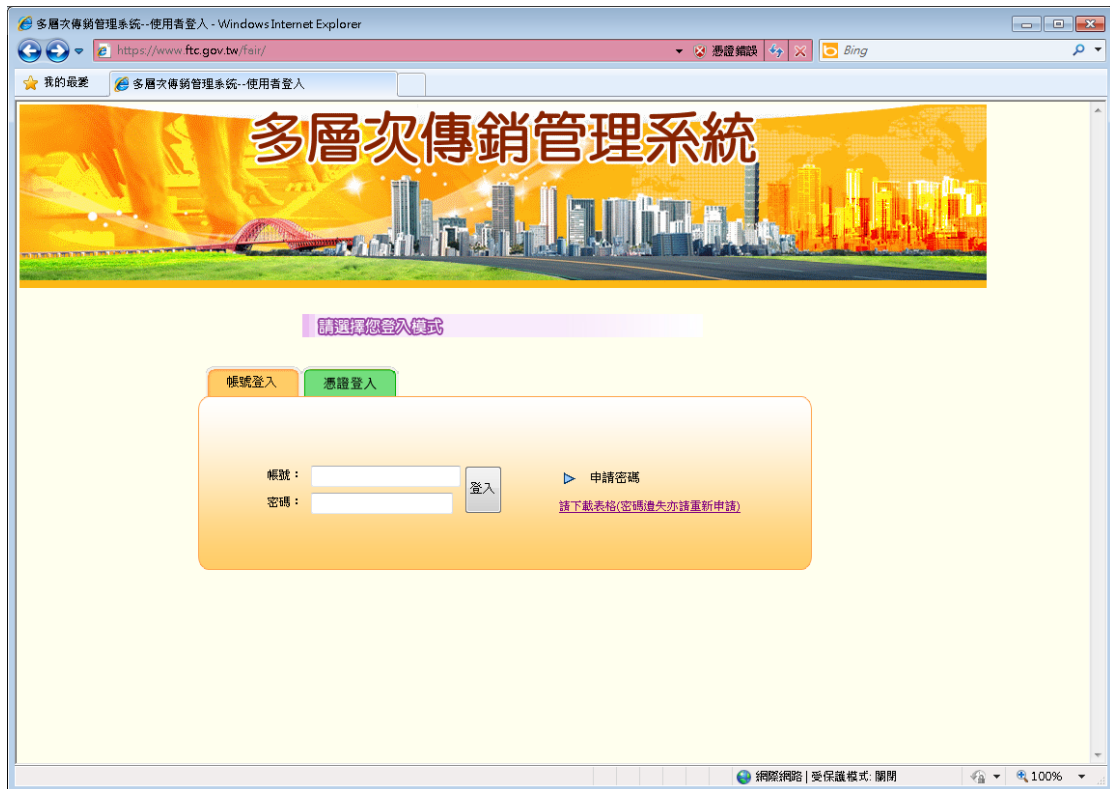 多層次傳銷管理系統--使用者登入 - Windows Internet Explorer
https://www.ftc.gov.tw/fair/
憑證錯誤
Bing
我的最愛
多層次傳銷管理系統--使用者登入
多層次傳銷管理系統
請選擇您登入模式
帳號登入
憑證登入
帳號：
密碼：
登入
申請密碼
請下載表格(密碼遺失亦請重新申請)
網際網路 | 受保護模式: 關閉
100%